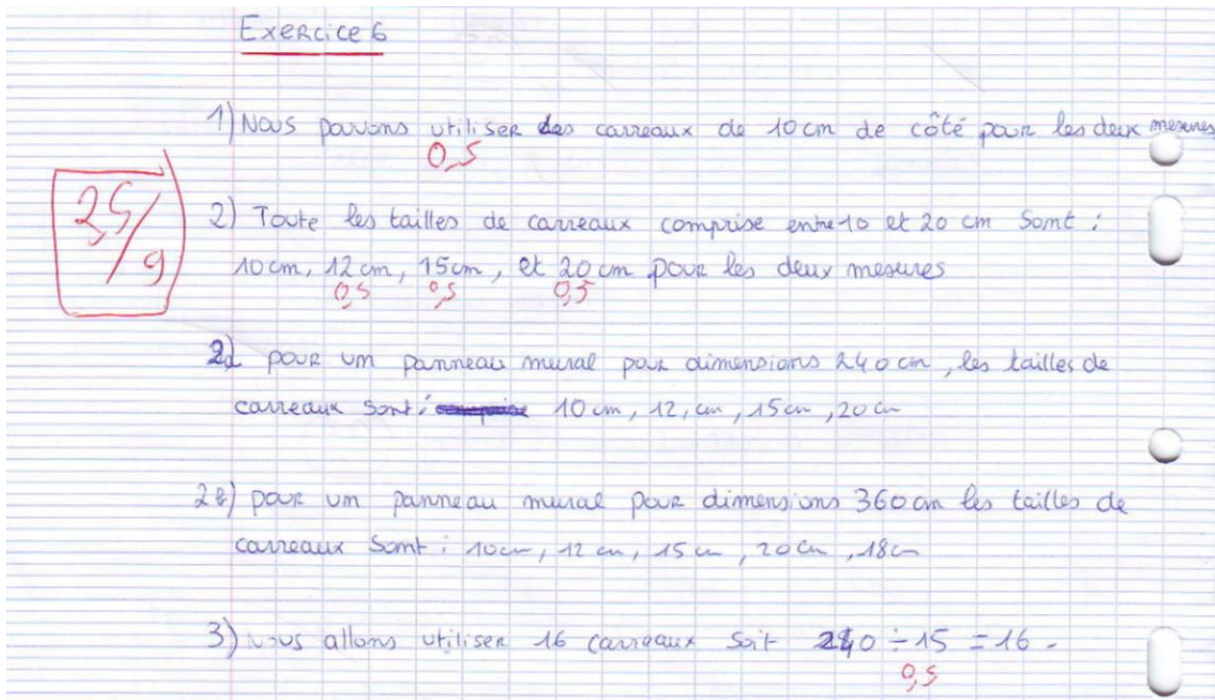 Exercice 6
1) Nous pouvons utiliser des carreaux de 10 cm de côté pour les deux mesures
0,5
2,5/9
2) Toute les tailles de carreaux comprise entre 10 et 20 cm sont :
10 cm, 12 cm, 15 cm, et 20 cm pour les deux mesures
0,5 0,5 0,5
2) pour un panneau mural pour dimensions 240 cm, les tailles de
carreaux sont : 10 cm, 12, cm, 15 cm, 20 cm
2) pour un panneau mural pour dimensions 360 cm les tailles de
carreaux sont : 10 cm, 12 cm, 15 cm, 20 cm, 18 cm
3) Nous allons utiliser 16 carreaux soit 240 ÷ 15 = 16.
0,5